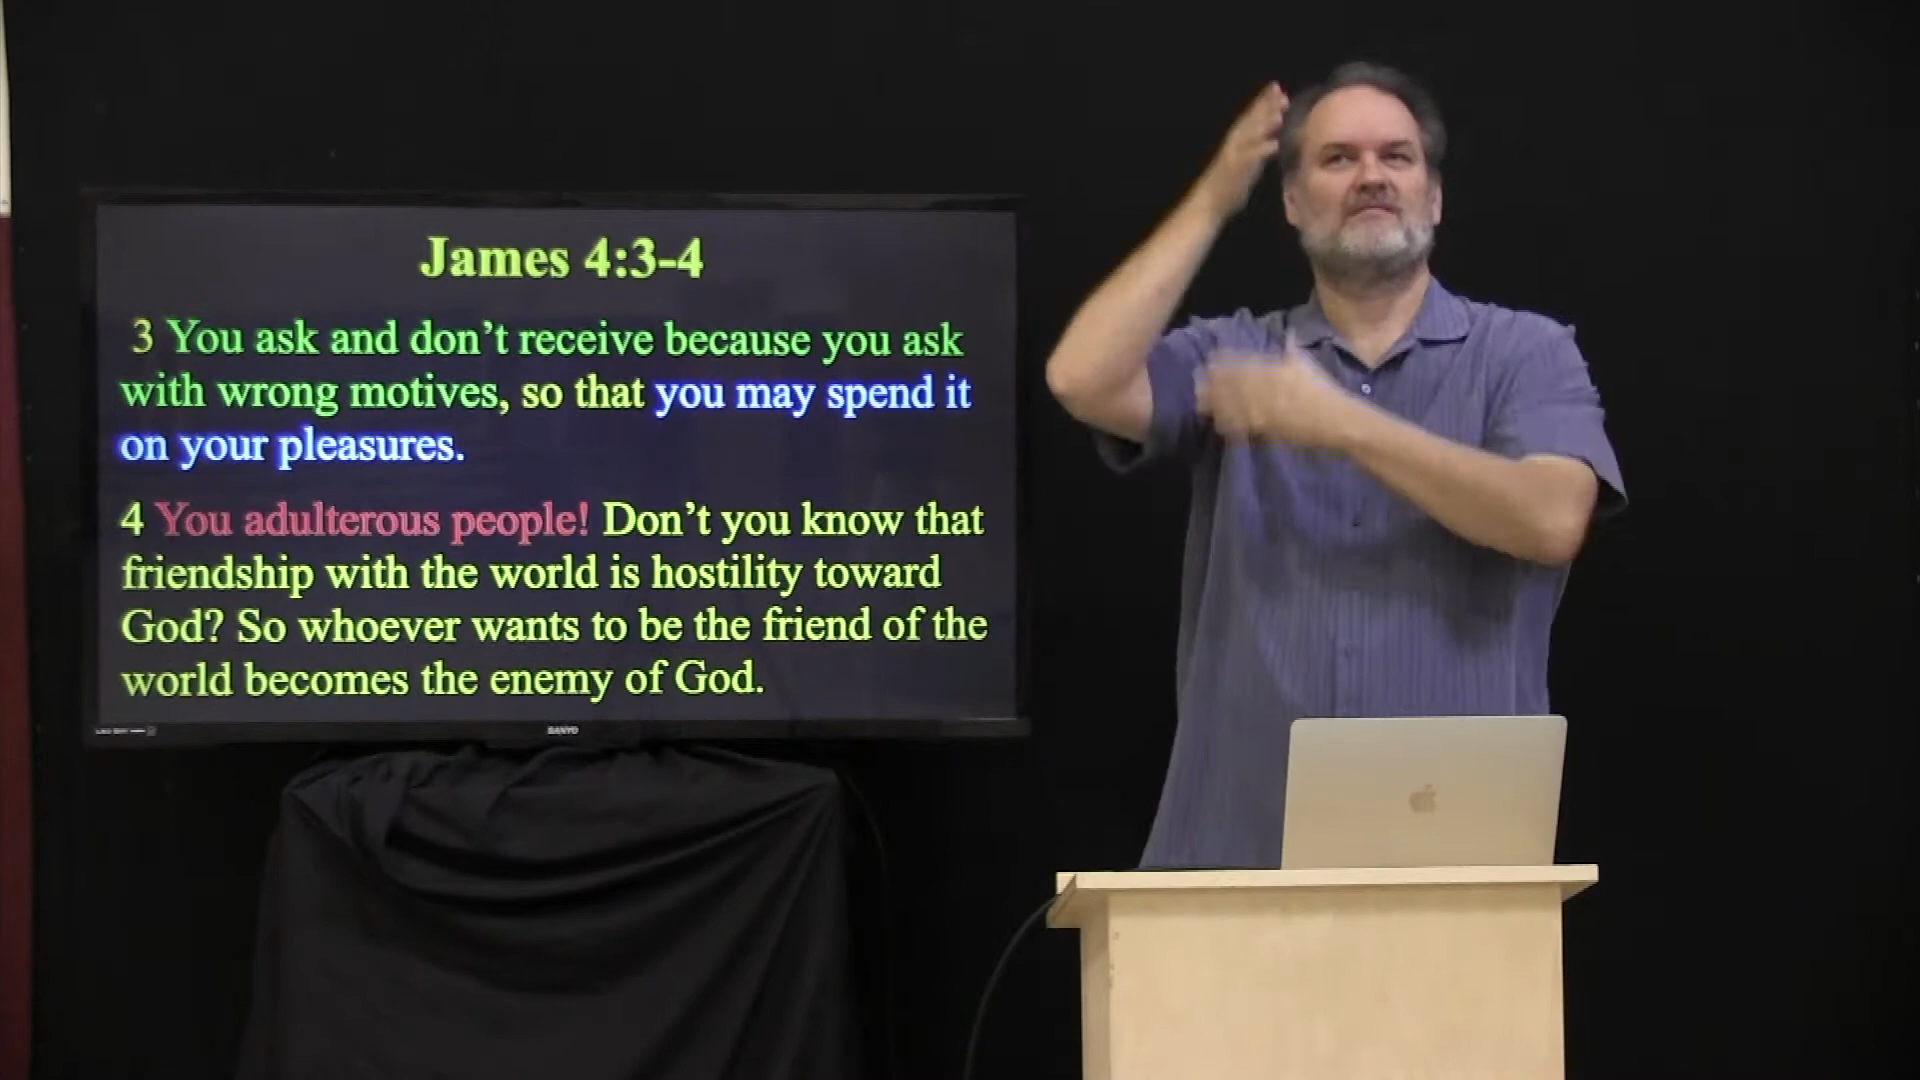 James 4:3-4
3 You ask and don’t receive because you ask
with wrong motives, so that you may spend it
on your pleasures.
4 You adulterous people! Don’t you know that
friendship with the world is hostility toward
God? So whoever wants to be the friend of the
world becomes the enemy of God.
SANYO